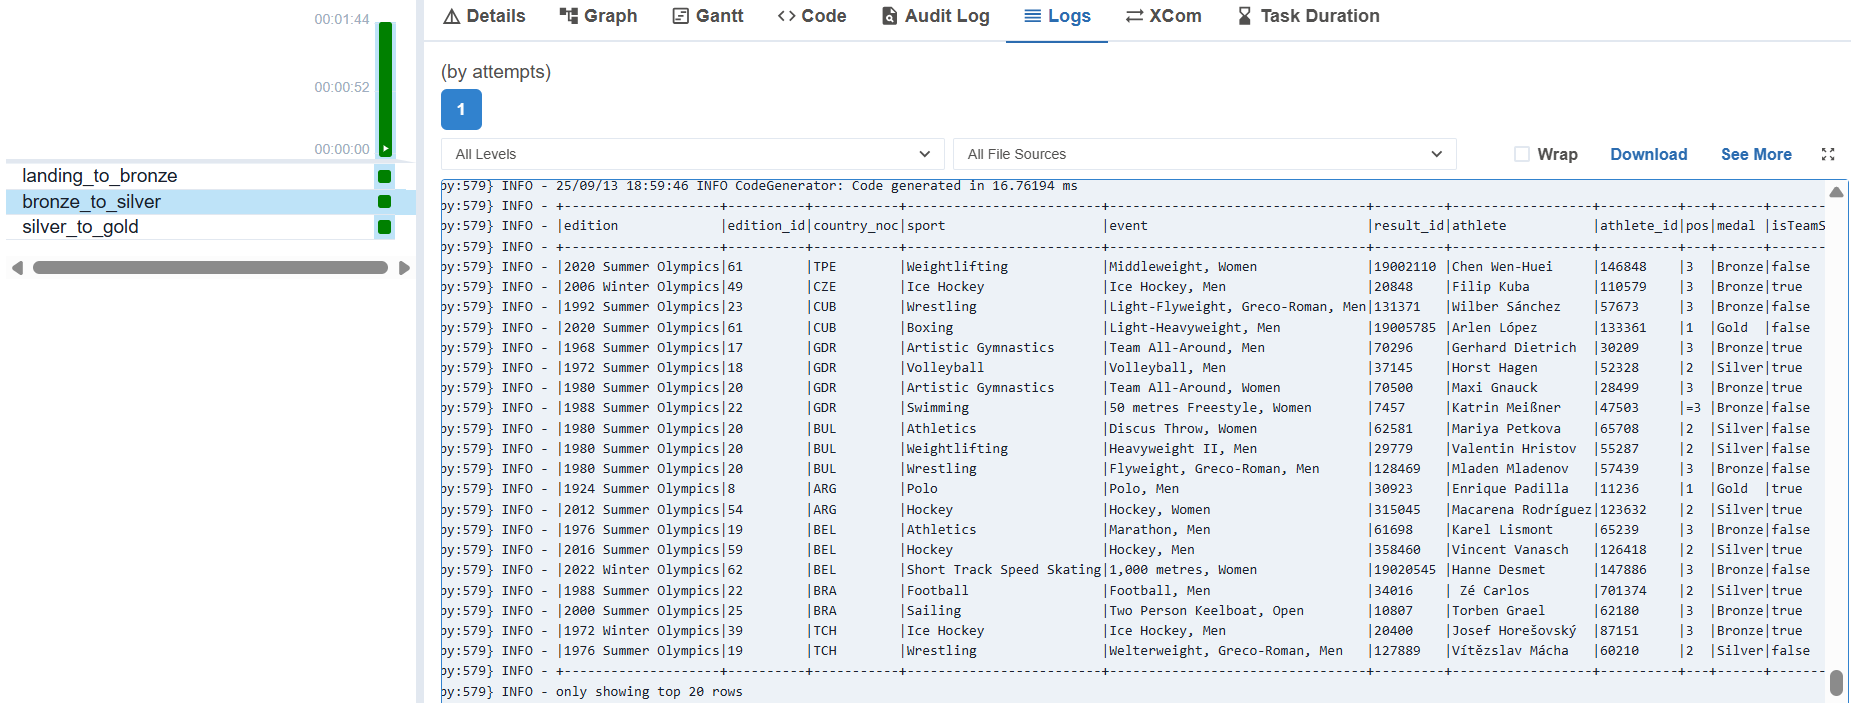 00:01:44
00:00:52
00:00:00
landing_to_bronze
bronze_to_silver
silver_to_gold
Details Graph Gantt Code Audit Log Logs XCom Task Duration
(by attempts)
1
All Levels All File Sources Wrap Download See More
py:579} INFO - 25/09/13 18:59:46 INFO CodeGenerator: Code generated in 16.76194 ms
py:579} INFO - +--------------------+----------+-----------+-------------------------+---------------------------------+---------+------------------+----------+---+------+-------
py:579} INFO - |edition             |edition_id|country_noc|sport                    |event                            |result_id|athlete           |athlete_id|pos|medal |isTeamS
py:579} INFO - +--------------------+----------+-----------+-------------------------+---------------------------------+---------+------------------+----------+---+------+-------
py:579} INFO - |2020 Summer Olympics|61        |TPE        |Weightlifting            |Middleweight, Women              |19002110 |Chen Wen-Huei     |146848    |3  |Bronze|false
py:579} INFO - |2006 Winter Olympics|49        |CZE        |Ice Hockey               |Ice Hockey, Men                  |20848    |Filip Kuba        |110579    |3  |Bronze|true
py:579} INFO - |1992 Summer Olympics|23        |CUB        |Wrestling                |Light-Flyweight, Greco-Roman, Men|131371   |Wilber Sánchez    |57673     |3  |Bronze|false
py:579} INFO - |2020 Summer Olympics|61        |CUB        |Boxing                   |Light-Heavyweight, Men           |19005785 |Arlen López       |133361    |1  |Gold  |false
py:579} INFO - |1968 Summer Olympics|17        |GDR        |Artistic Gymnastics      |Team All-Around, Men             |70296    |Gerhard Dietrich  |30209     |3  |Bronze|true
py:579} INFO - |1972 Summer Olympics|18        |GDR        |Volleyball               |Volleyball, Men                  |37145    |Horst Hagen       |52328     |2  |Silver|true
py:579} INFO - |1980 Summer Olympics|20        |GDR        |Artistic Gymnastics      |Team All-Around, Women           |70500    |Maxi Gnauck       |28499     |3  |Bronze|true
py:579} INFO - |1988 Summer Olympics|22        |GDR        |Swimming                 |50 metres Freestyle, Women       |7457     |Katrin Meißner    |47503     |=3 |Bronze|false
py:579} INFO - |1980 Summer Olympics|20        |BUL        |Athletics                |Discus Throw, Women              |62581    |Mariya Petkova    |65708     |2  |Silver|false
py:579} INFO - |1980 Summer Olympics|20        |BUL        |Weightlifting            |Heavyweight II, Men              |29779    |Valentin Hristov  |55287     |2  |Silver|false
py:579} INFO - |1980 Summer Olympics|20        |BUL        |Wrestling                |Flyweight, Greco-Roman, Men      |128469   |Mladen Mladenov   |57439     |3  |Bronze|false
py:579} INFO - |1924 Summer Olympics|8         |ARG        |Polo                     |Polo, Men                        |30923    |Enrique Padilla   |11236     |1  |Gold  |true
py:579} INFO - |2012 Summer Olympics|54        |ARG        |Hockey                   |Hockey, Women                    |315045   |Macarena Rodríguez|123632    |2  |Silver|true
py:579} INFO - |1976 Summer Olympics|19        |BEL        |Athletics                |Marathon, Men                    |61698    |Karel Lismont     |65239     |3  |Bronze|false
py:579} INFO - |2016 Summer Olympics|59        |BEL        |Hockey                   |Hockey, Men                      |358460   |Vincent Vanasch   |126418    |2  |Silver|true
py:579} INFO - |2022 Winter Olympics|62        |BEL        |Short Track Speed Skating|1,000 metres, Women              |19020545 |Hanne Desmet      |147886    |3  |Bronze|false
py:579} INFO - |1988 Summer Olympics|22        |BRA        |Football                 |Football, Men                    |34016    | Zé Carlos        |701374    |2  |Silver|true
py:579} INFO - |2000 Summer Olympics|25        |BRA        |Sailing                  |Two Person Keelboat, Open        |10807    |Torben Grael      |62180     |3  |Bronze|true
py:579} INFO - |1972 Winter Olympics|39        |TCH        |Ice Hockey               |Ice Hockey, Men                  |20400    |Josef Horešovský  |87151     |3  |Bronze|true
py:579} INFO - |1976 Summer Olympics|19        |TCH        |Wrestling                |Welterweight, Greco-Roman, Men   |127889   |Vítězslav Mácha   |60210     |2  |Silver|false
py:579} INFO - +--------------------+----------+-----------+-------------------------+---------------------------------+---------+------------------+----------+---+------+-------
py:579} INFO - only showing top 20 rows